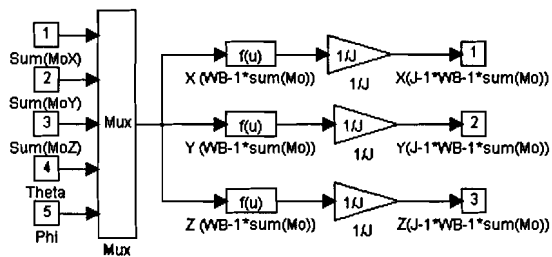 1
Sum(MoX)
2
Sum(MoY)
3
Sum(MoZ)
4
Theta
5
Phi
Mux
Mux
f(u)
X (WB-1*sum(Mo))
1/J
1/J
1
X(J-1*WB-1*sum(Mo))
f(u)
Y (WB-1*sum(Mo))
1/J
1/J
2
Y(J-1*WB-1*sum(Mo))
f(u)
Z (WB-1*sum(Mo))
1/J
1/J
3
Z(J-1*WB-1*sum(Mo))